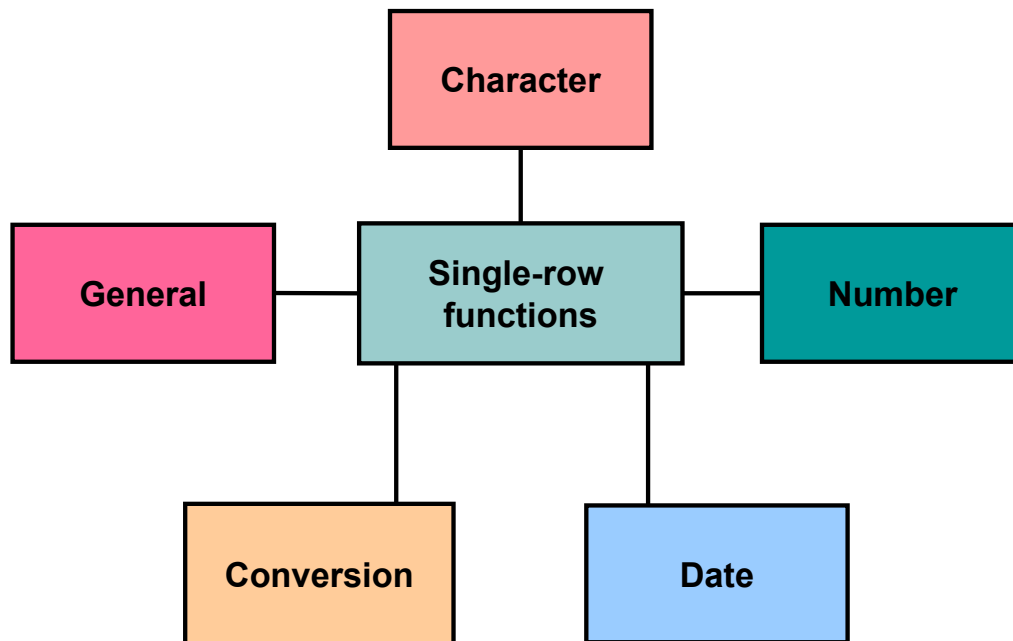 Character
General
Single-row
functions
Number
Conversion
Date